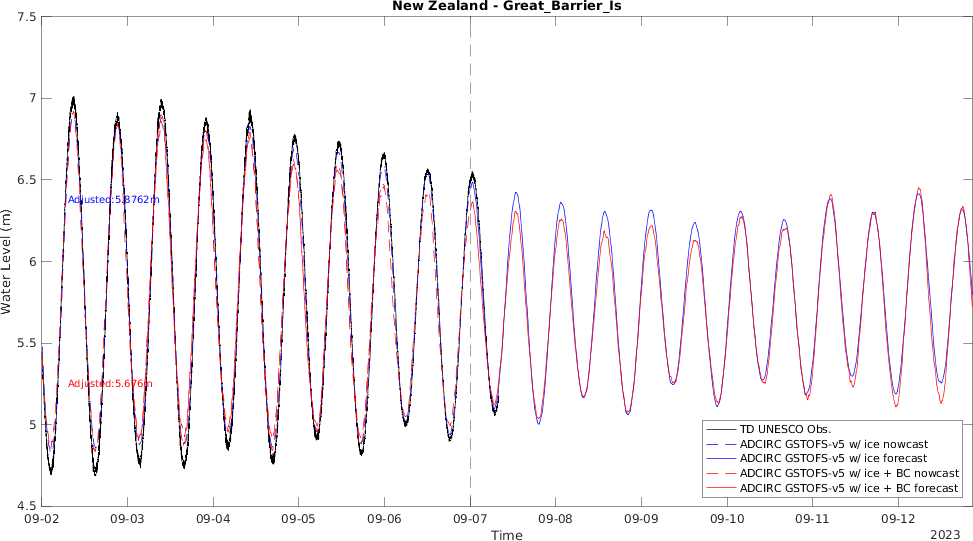 New Zealand - Great_Barrier_Is
7.5
7
6.5
6
5.5
5
4.5
Water Level (m)
Adjusted:5.8762m
Adjusted:5.676m
TD UNESCO Obs.
ADCIRC GSTOFS-v5 w/ ice nowcast
ADCIRC GSTOFS-v5 w/ ice forecast
ADCIRC GSTOFS-v5 w/ ice + BC nowcast
ADCIRC GSTOFS-v5 w/ ice + BC forecast
09-02 09-03 09-04 09-05 09-06 09-07 09-08 09-09 09-10 09-11 09-12
Time
2023